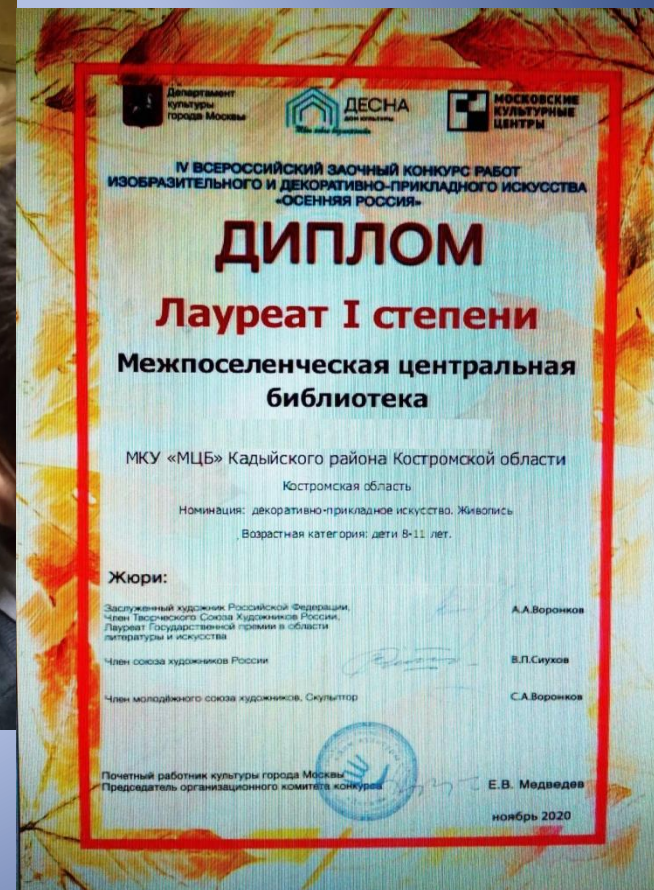 Департамент
культуры
города Москвы
ДЕСНА
ДОМ КУЛЬТУРЫ
МОСКОВСКИЕ
КУЛЬТУРНЫЕ
ЦЕНТРЫ
IV ВСЕРОССИЙСКИЙ ЗАОЧНЫЙ КОНКУРС РАБОТ
ИЗОБРАЗИТЕЛЬНОГО И ДЕКОРАТИВНО-ПРИКЛАДНОГО ИСКУССТВА
«ОСЕННЯЯ РОССИЯ»
ДИПЛОМ
Лауреат I степени
Межпоселенческая центральная
библиотека
МКУ «МЦБ» Кадыйского района Костромской области
Костромская область
Номинация: декоративно-прикладное искусство. Живопись
Возрастная категория: дети 8-11 лет.
Жюри:
Заслуженный художник Российской Федерации,
Член Творческого Союза Художников России,
Лауреат Государственной премии в области
литературы и искусства
А.А.Воронков
Член союза художников России
В.П.Сиухов
Член молодёжного союза художников, Скульптор
С.А.Воронков
Почетный работник культуры города Москвы
Председатель организационного комитета конкурса
Е.В. Медведев
ноябрь 2020